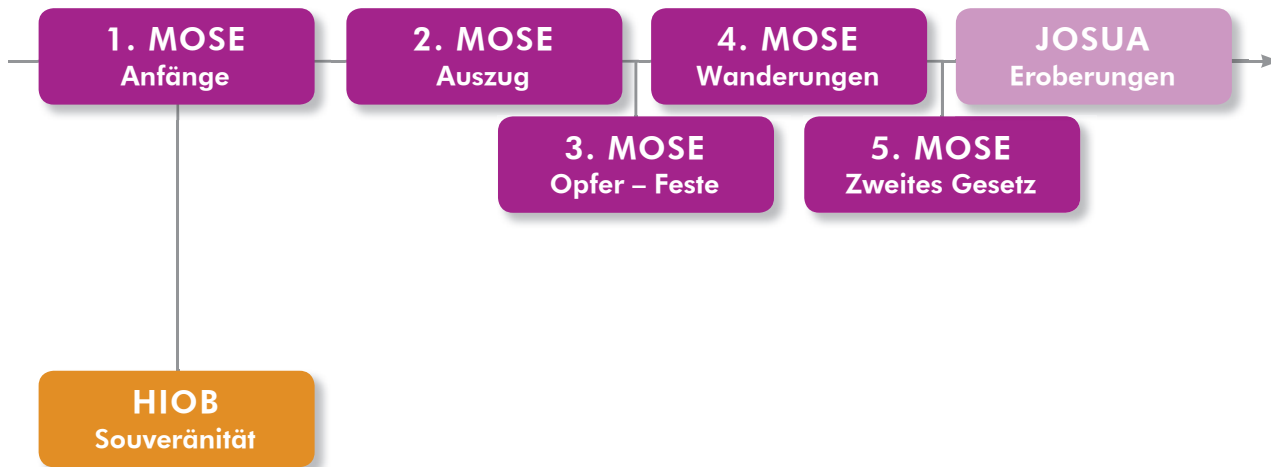 1. MOSE
Anfänge
2. MOSE
Auszug
4. MOSE
Wanderungen
JOSUA
Eroberungen
3. MOSE
Opfer – Feste
5. MOSE
Zweites Gesetz
HIOB
Souveränität